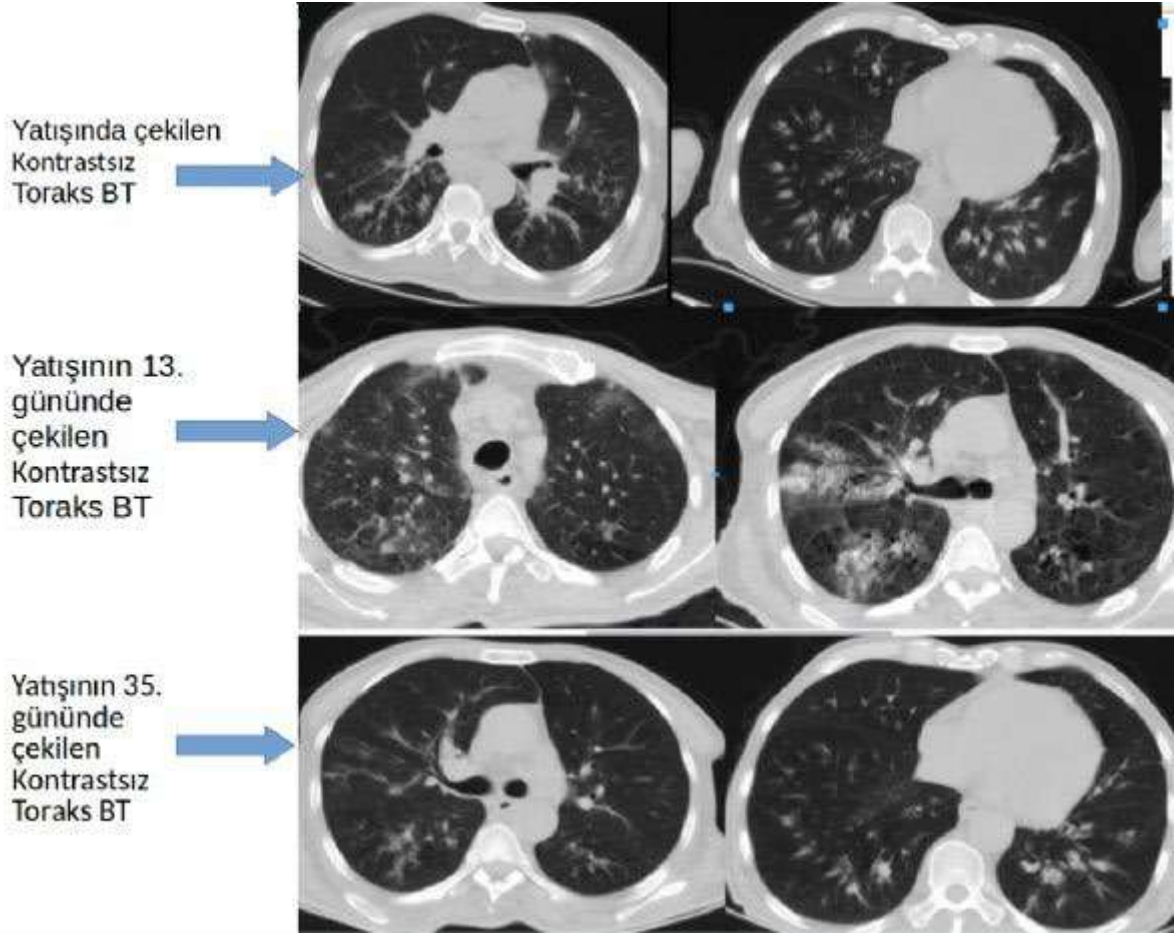 Yatışında çekilen
Kontrastsız
Toraks BT
Yatışının 13.
gününde
çekilen
Kontrastsız
Toraks BT
Yatışının 35.
gününde
çekilen
Kontrastsız
Toraks BT